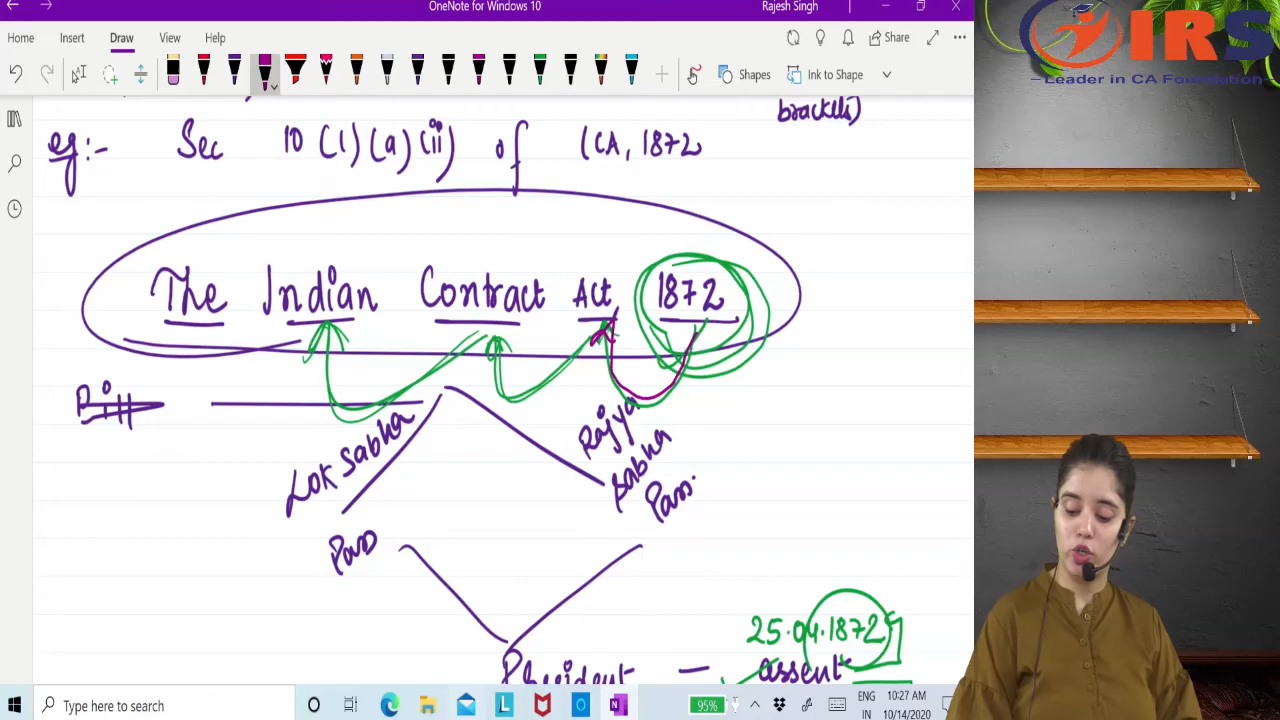 OneNote for Windows 10
Rajesh Singh
Home Insert Draw View Help
Share
Shapes
Ink to Shape
IRS
Leader in CA Foundation
brackets)
eg:- Sec 10 (1) (a) (ii) of (CA, 1872
The Indian Contract Act, 1872
Bill
Lok Sabha
Rajya
Sabha
Pass
Pass
25.04.1872
President - assent
Type here to search
95%
ENG
IN
10:27 AM
10/14/2020